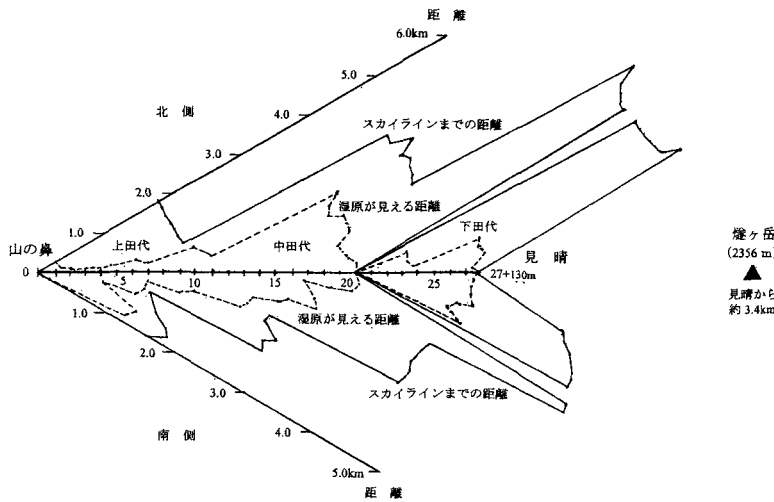 距 離
6.0km
5.0
4.0
3.0
2.0
1.0
北 側
スカイラインまでの距離
湿原が見える距離
山の鼻
上田代
中田代
下田代
見 晴
0
5
10
15
20
25
27+130m
燧ヶ岳
(2356 m)
▲
見晴から
約 3.4km
湿原が見える距離
スカイラインまでの距離
1.0
2.0
3.0
4.0
5.0km
南 側
距 離